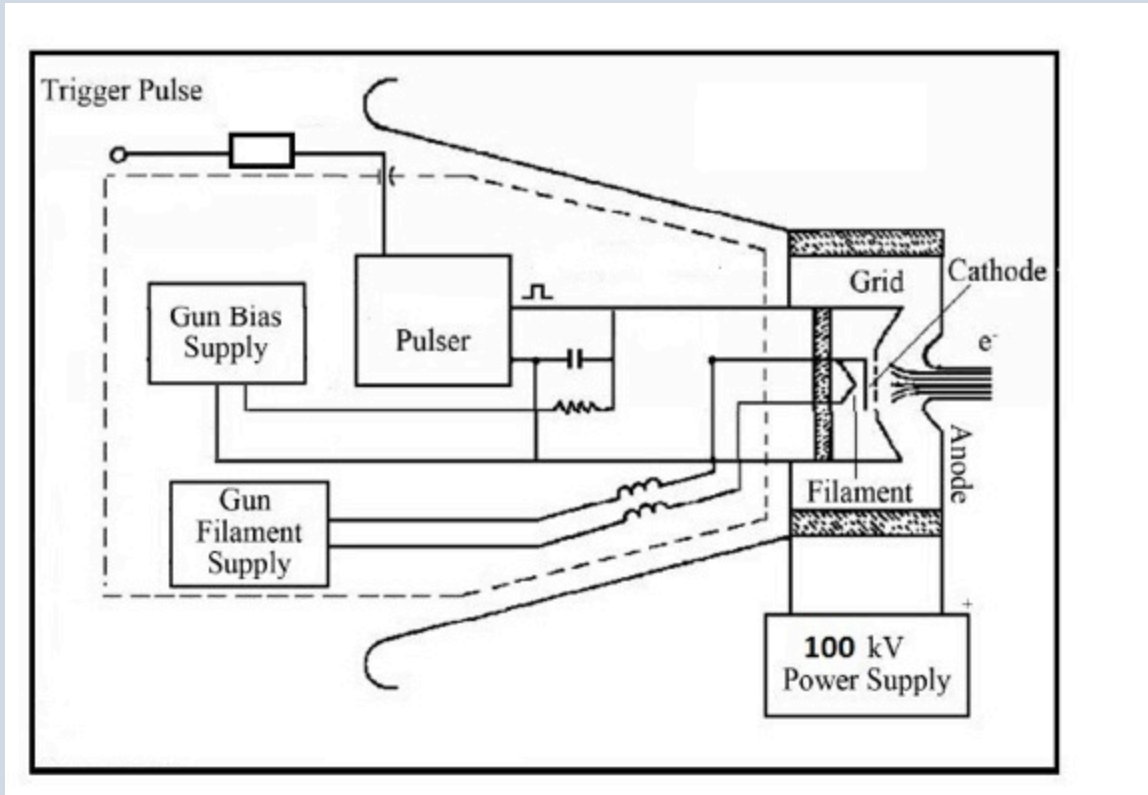 Trigger Pulse
Grid
Cathode
Gun Bias
Supply
Pulser
e-
Anode
Filament
Gun
Filament
Supply
+
100 kV
Power Supply